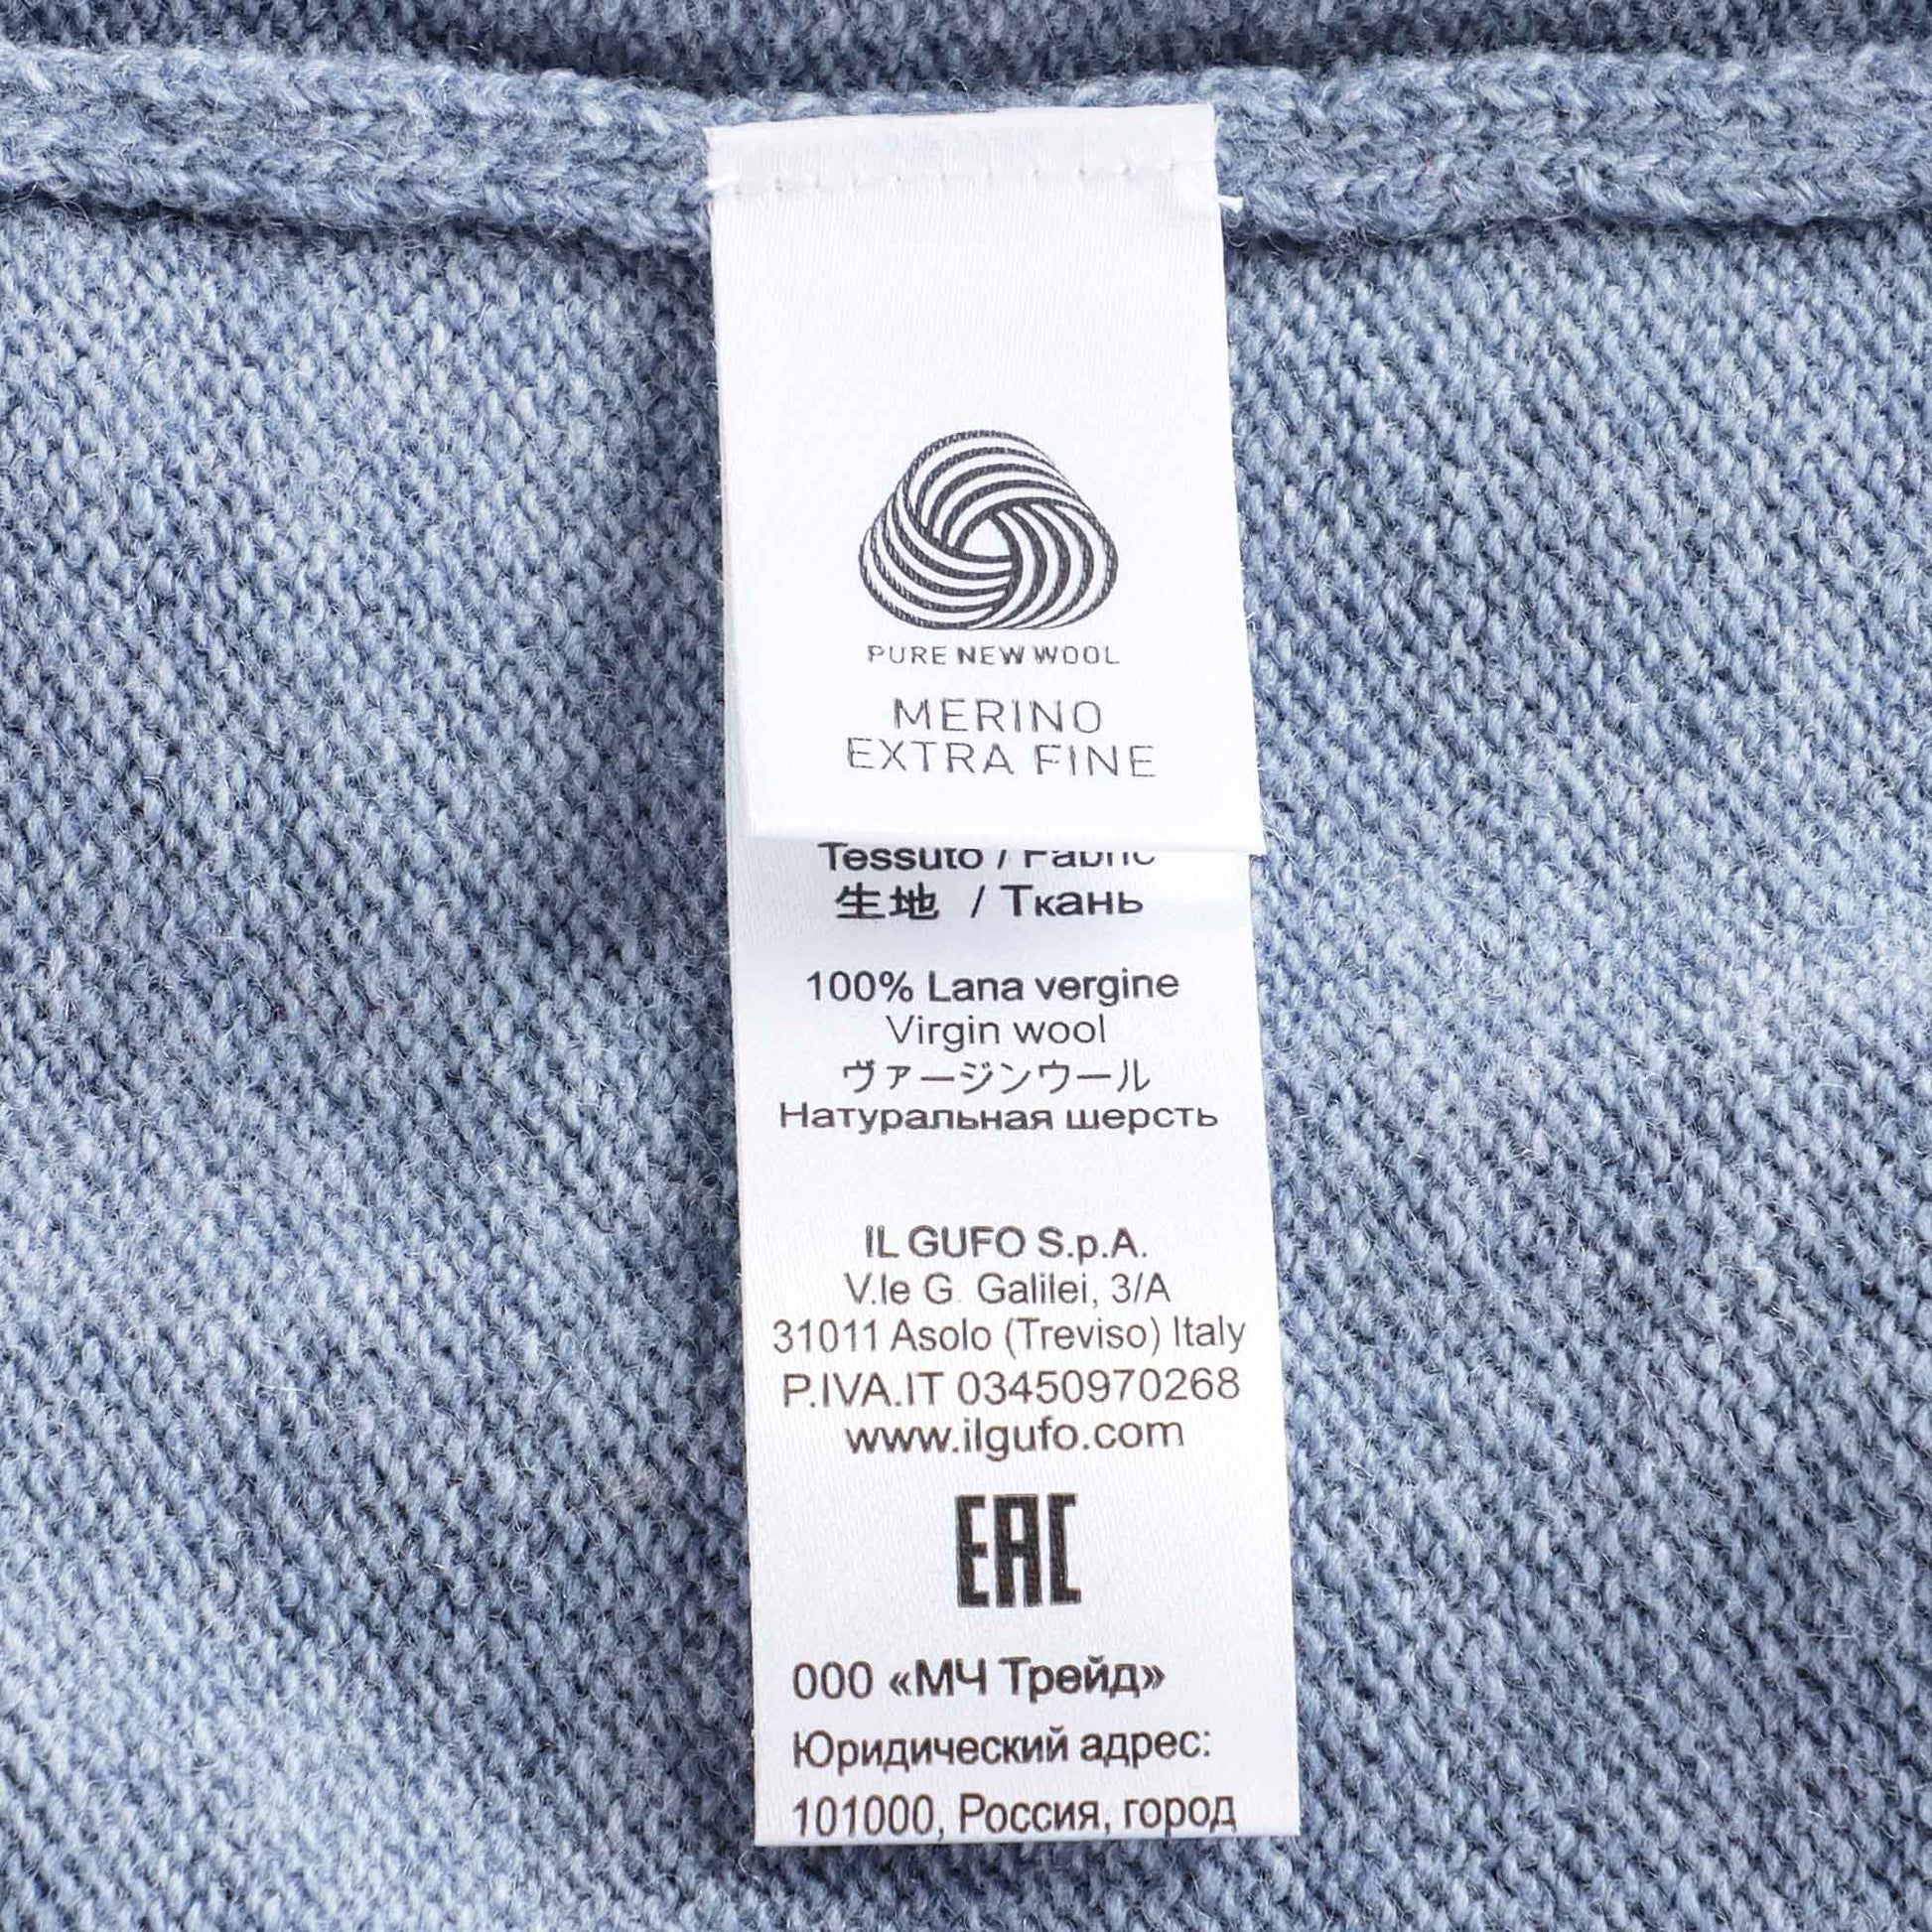 PURE NEW WOOL
MERINO
EXTRA FINE
Tessuto / Fabric
生地 / Ткань
100% Lana vergine
Virgin wool
ヴァージンウール
Натуральная шерсть
IL GUFO S.p.A.
V.le G. Galilei, 3/A
31011 Asolo (Treviso) Italy
P.IVA.IT 03450970268
www.ilgufo.com
EAC
ООО «МЧ Трейд»
Юридический адрес:
101000, Россия, город